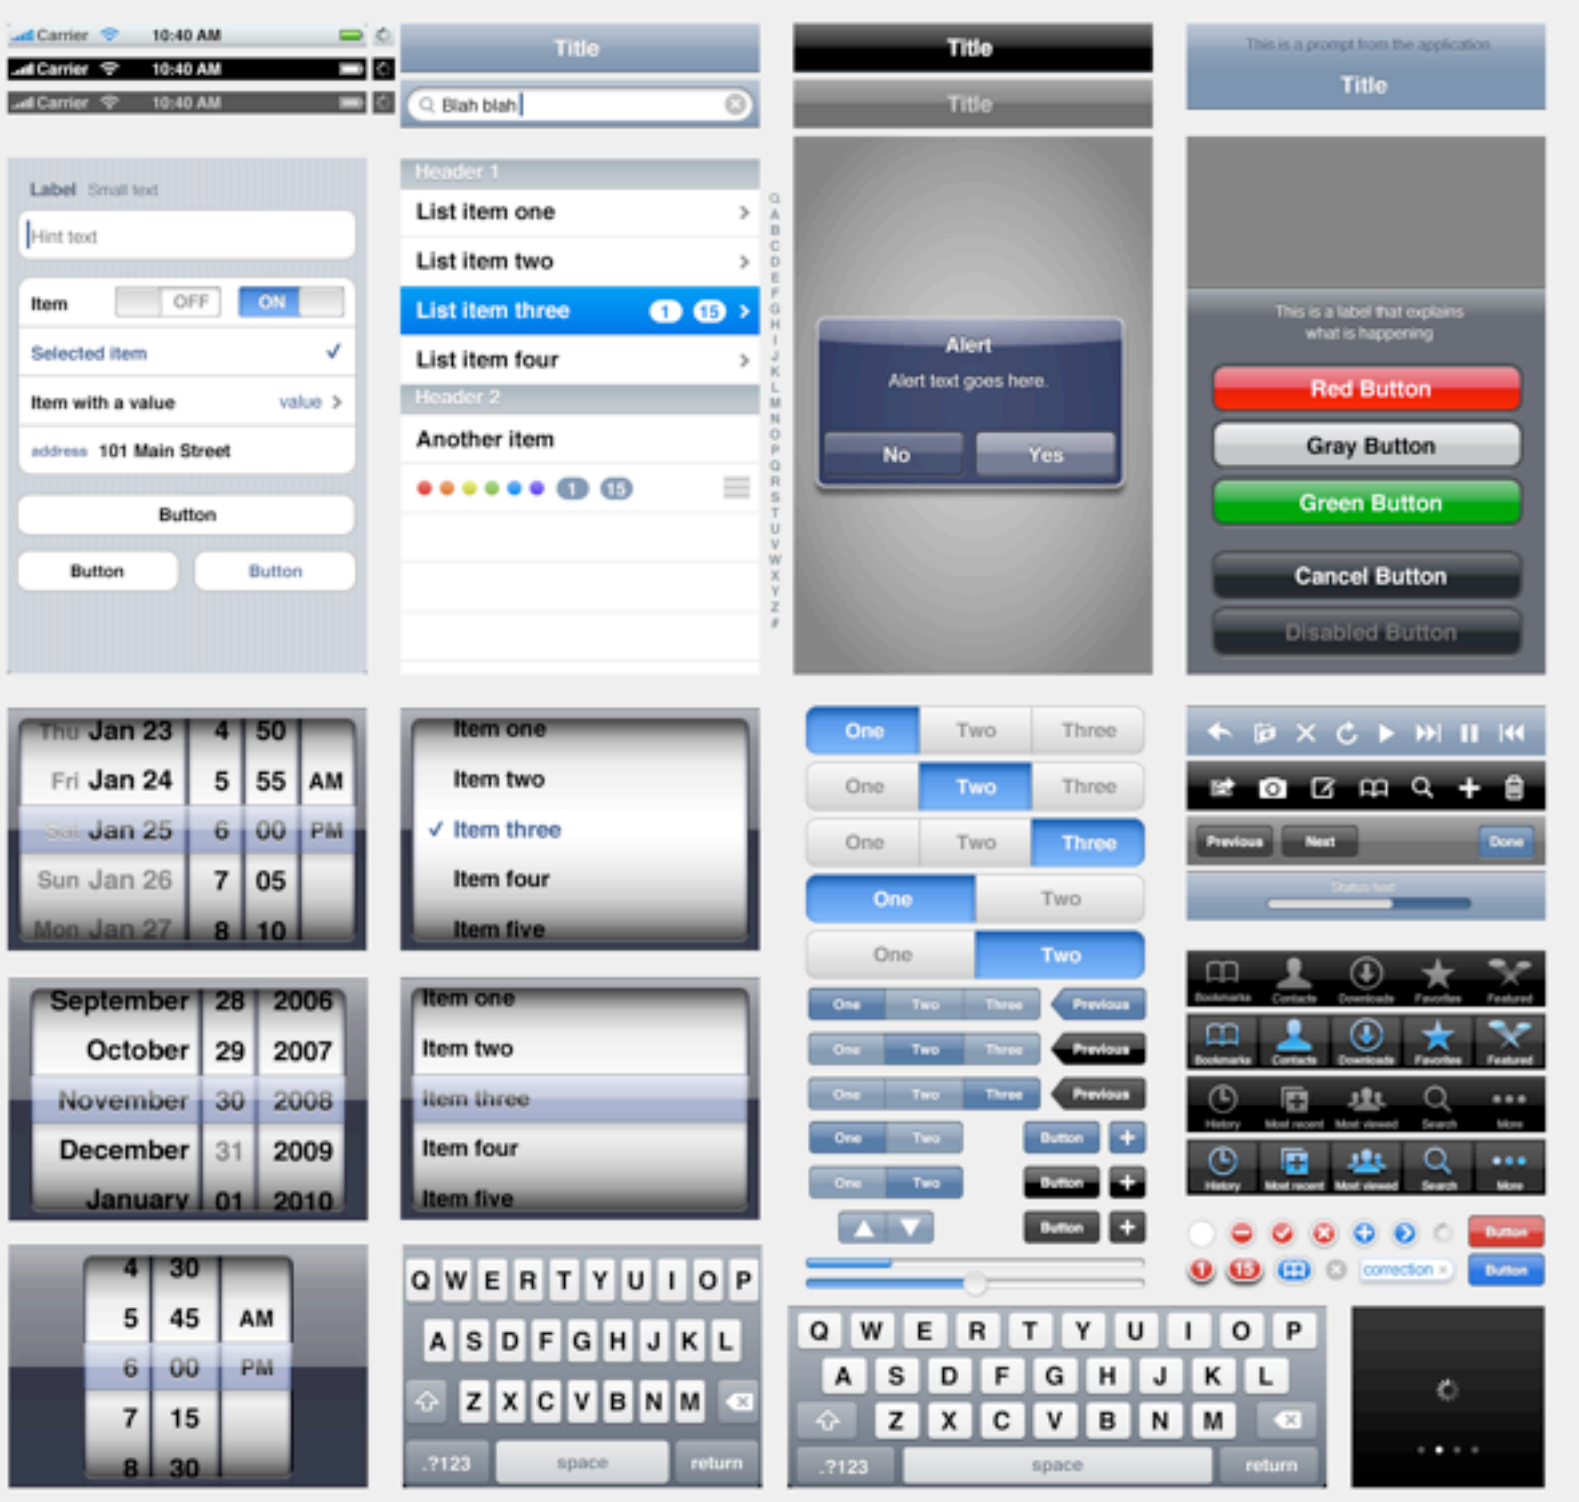 Carrier 10:40 AM
Carrier 10:40 AM
Carrier 10:40 AM
Title
Blah blah
Title
Title
This is a prompt from the application
Title
Label Small text
Hint text
Item OFF ON
Selected item
Item with a value value
address 101 Main Street
Button
Button Button
Header 1
List item one
List item two
List item three 1 15
List item four
Header 2
Another item
1 15
Q
A
B
C
D
E
F
G
H
I
J
K
L
M
N
O
P
Q
R
S
T
U
V
W
X
Y
Z
#
Alert
Alert text goes here.
No Yes
This is a label that explains
what is happening
Red Button
Gray Button
Green Button
Cancel Button
Disabled Button
Thu Jan 23 4 50
Fri Jan 24 5 55 AM
Sat Jan 25 6 00 PM
Sun Jan 26 7 05
Mon Jan 27 8 10
Item one
Item two
Item three
Item four
Item five
One Two Three
One Two Three
One Two Three
One Two
One Two
One Two Three Previous
One Two Three Previous
One Two Three Previous
One Two Button +
One Two Button +
Button +
Previous Next Done
Status text
Bookmarks Contacts Downloads Favorites Featured
Bookmarks Contacts Downloads Favorites Featured
History Most recent Most viewed Search More
History Most recent Most viewed Search More
Button
1 15 correction × Button
September 28 2006
October 29 2007
November 30 2008
December 31 2009
January 01 2010
Item one
Item two
Item three
Item four
Item five
4 30
5 45 AM
6 00 PM
7 15
8 30
Q W E R T Y U I O P
A S D F G H J K L
Z X C V B N M
.?123 space return
Q W E R T Y U I O P
A S D F G H J K L
Z X C V B N M
.?123 space return